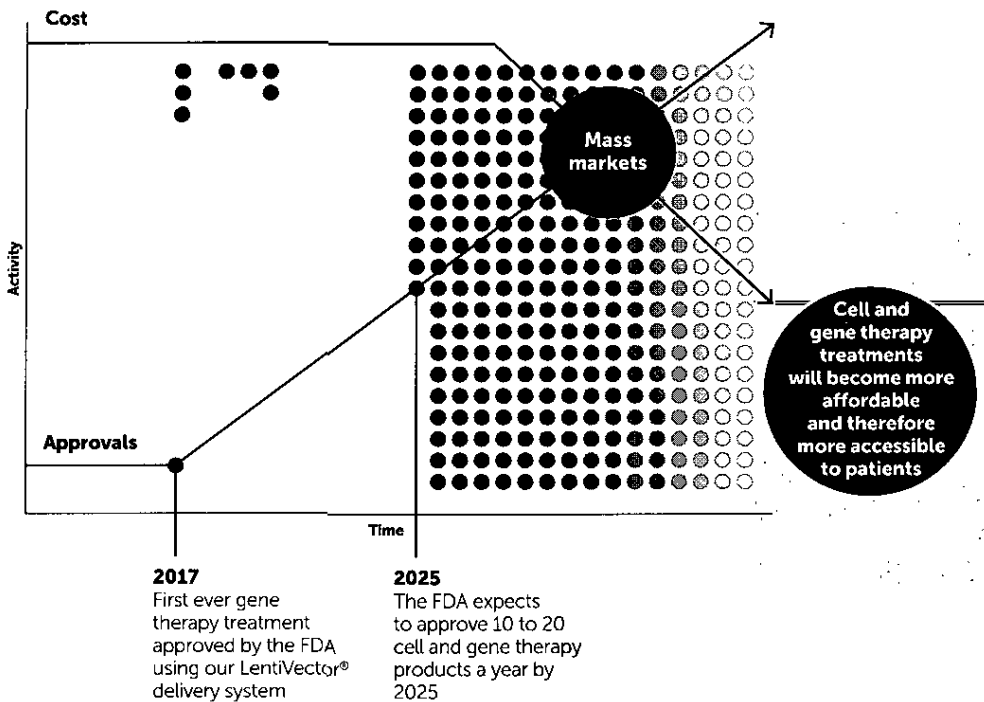 Cost
Mass
markets
Activity
Cell and
gene therapy
treatments
will become more
affordable
and therefore
more accessible
to patients
Approvals
Time
2017
First ever gene
therapy treatment
approved by the FDA
using our LentiVector®
delivery system
2025
The FDA expects
to approve 10 to 20
cell and gene therapy
products a year by
2025